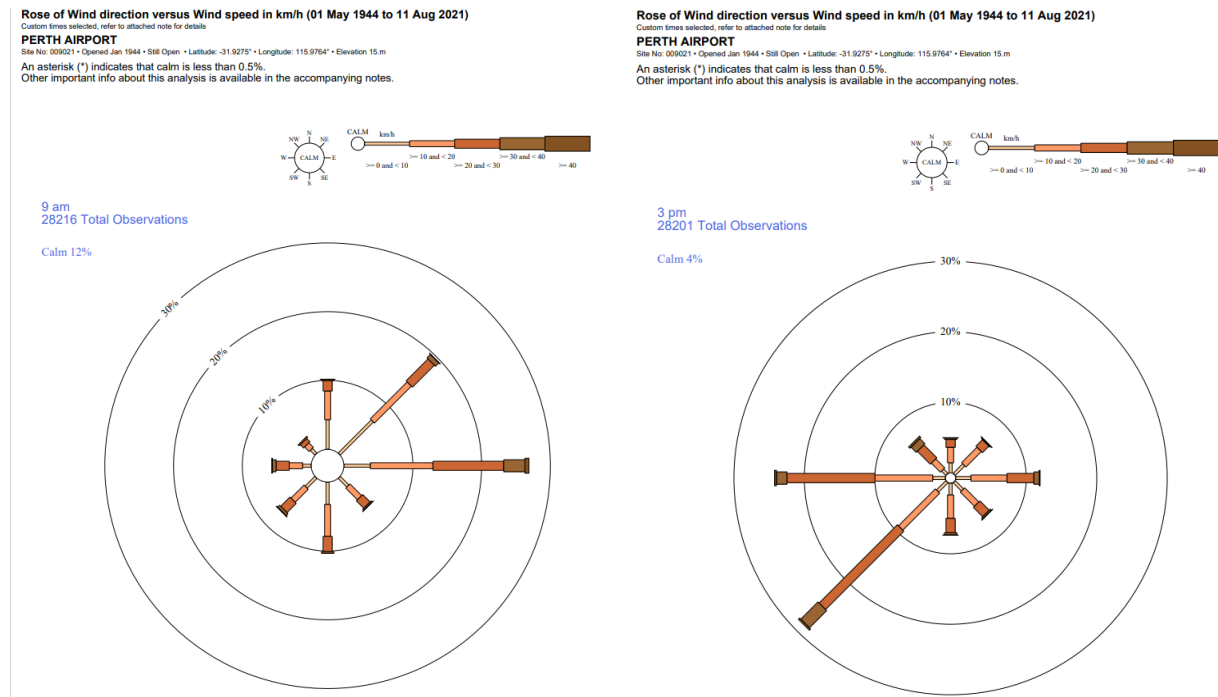 Rose of Wind direction versus Wind speed in km/h (01 May 1944 to 11 Aug 2021)
Custom times selected, refer to attached note for details
PERTH AIRPORT
Site No: 009021 • Opened Jan 1944 • Still Open • Latitude: -31.9275° • Longitude: 115.9764° • Elevation 15.m
An asterisk (*) indicates that calm is less than 0.5%.
Other important info about this analysis is available in the accompanying notes.
N
NW NE
W CALM E
SW SE
S
CALM km/h
>= 10 and < 20 >=30 and < 40
>= 0 and < 10 >= 20 and < 30 >= 40
9 am
28216 Total Observations
Calm 12%
30%
20%
10%
Rose of Wind direction versus Wind speed in km/h (01 May 1944 to 11 Aug 2021)
Custom times selected, refer to attached note for details
PERTH AIRPORT
Site No: 009021 • Opened Jan 1944 • Still Open • Latitude: -31.9275° • Longitude: 115.9764° • Elevation 15.m
An asterisk (*) indicates that calm is less than 0.5%.
Other important info about this analysis is available in the accompanying notes.
N
NW NE
W CALM E
SW SE
S
CALM km/h
>= 10 and < 20 >=30 and < 40
>= 0 and < 10 >= 20 and < 30 >= 40
3 pm
28201 Total Observations
Calm 4%
30%
20%
10%